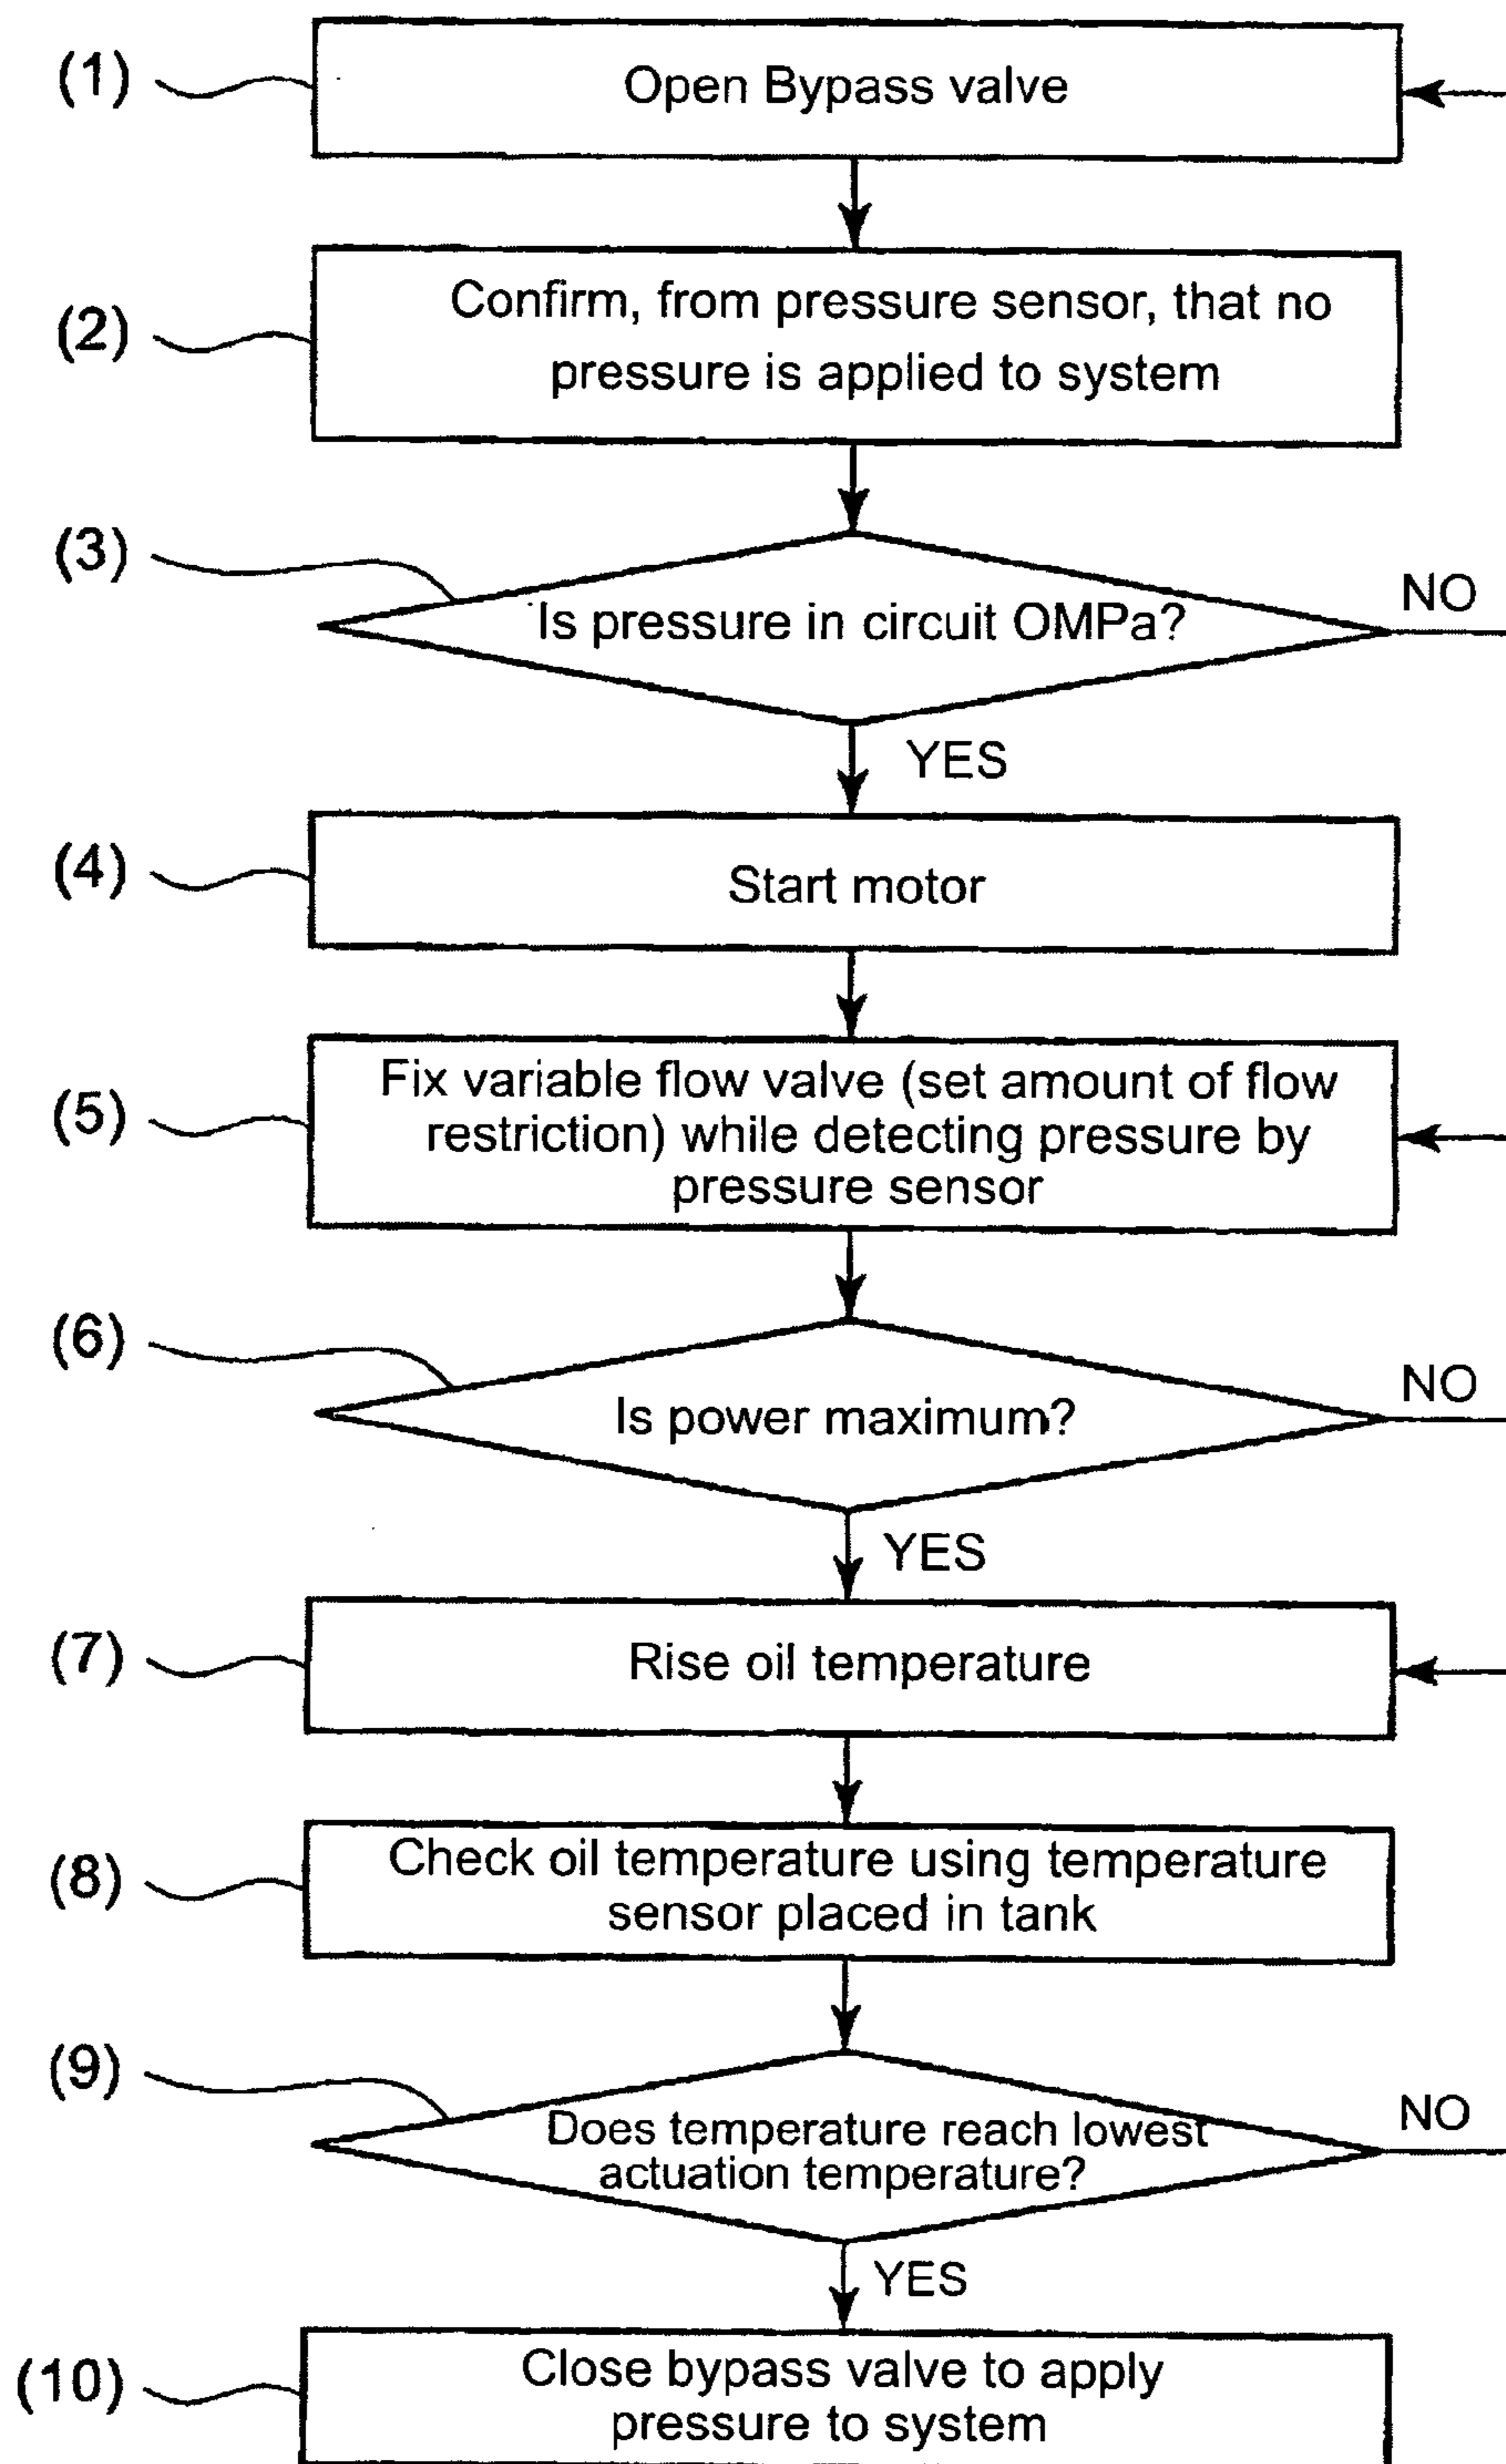 (1)
Open Bypass valve
(2)
Confirm, from pressure sensor, that no
pressure is applied to system
(3)
Is pressure in circuit OMPa?
NO
YES
(4)
Start motor
(5)
Fix variable flow valve (set amount of flow
restriction) while detecting pressure by
pressure sensor
(6)
Is power maximum?
NO
YES
(7)
Rise oil temperature
(8)
Check oil temperature using temperature
sensor placed in tank
(9)
Does temperature reach lowest
actuation temperature?
NO
YES
(10)
Close bypass valve to apply
pressure to system